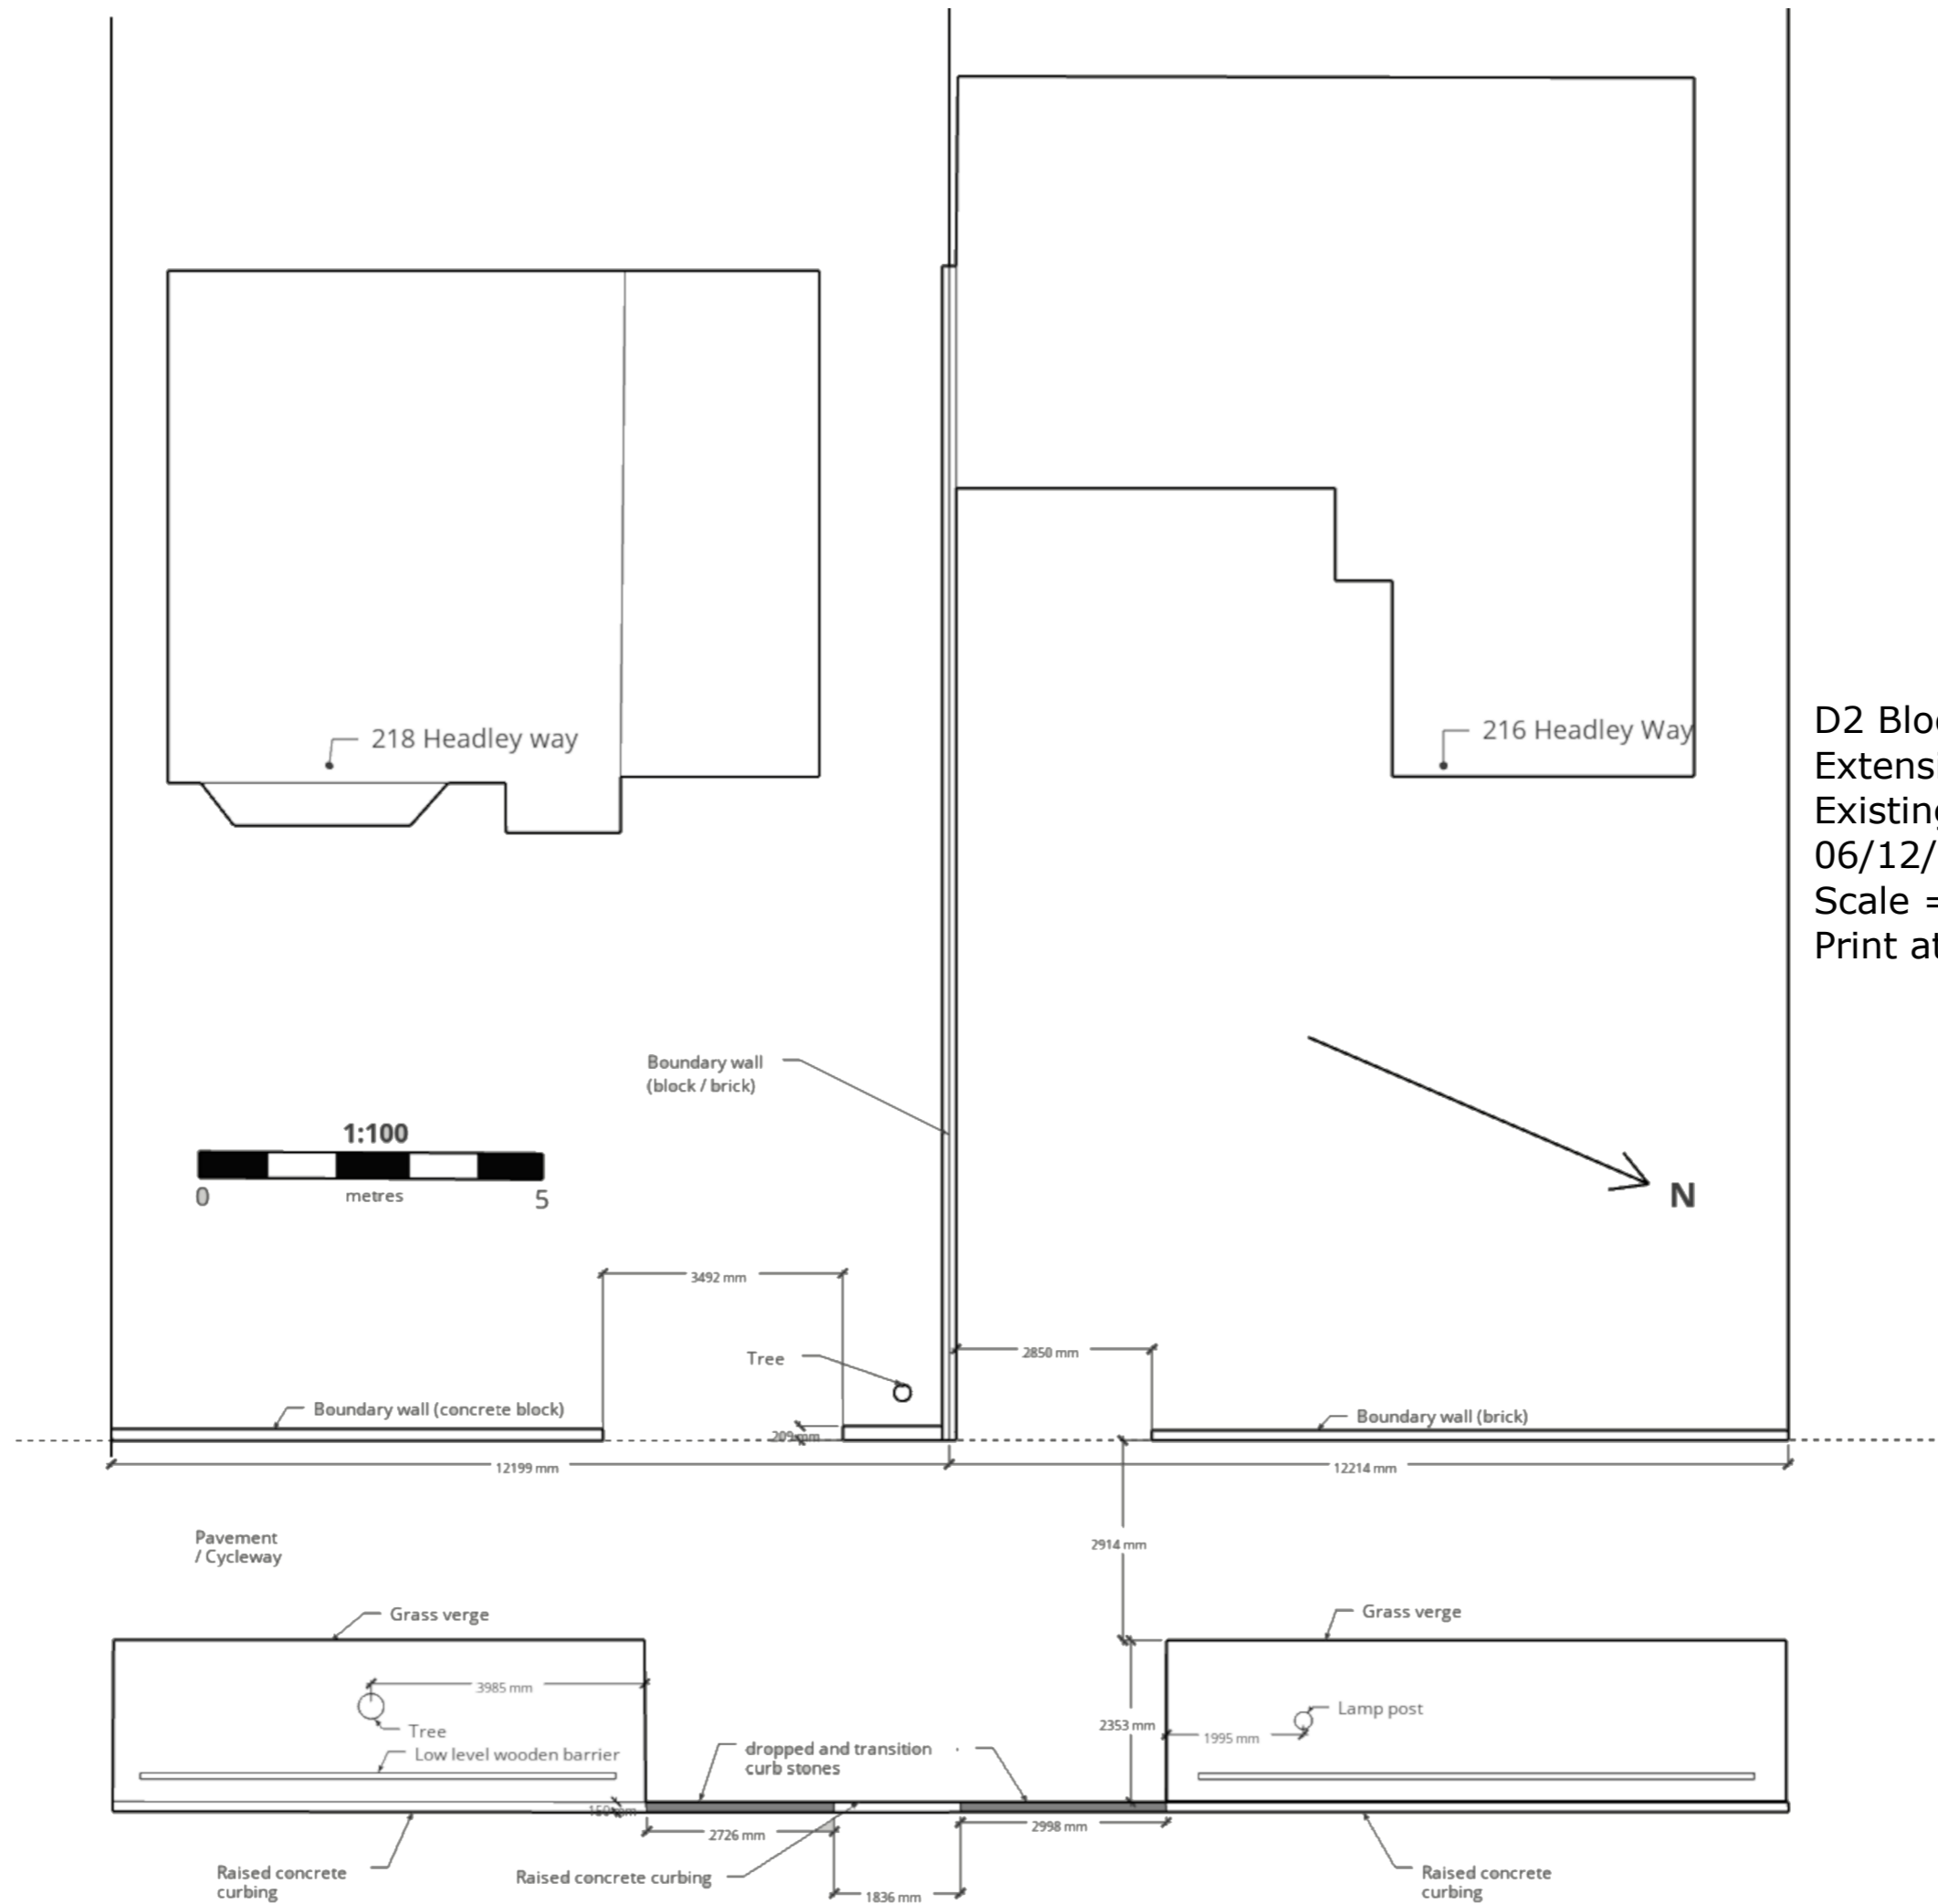 218 Headley way
216 Headley Way
D2
Existing
06/12/
Scale =
Print
Boundary wall
(block / brick)
1:100
0
metres
5
N
3492 mm
2850 mm
Tree
Boundary wall (concrete block)
209 mm
Boundary wall (brick)
12199 mm
12214 mm
Pavement
/ Cycleway
2914 mm
Grass verge
Grass verge
3985 mm
Tree
Low level wooden barrier
dropped and transition
curb stones
2353 mm
Lamp post
1995 mm
150 mm
2726 mm
2998 mm
Raised concrete
curbing
Raised concrete curbing
1836 mm
Raised concrete
curbing